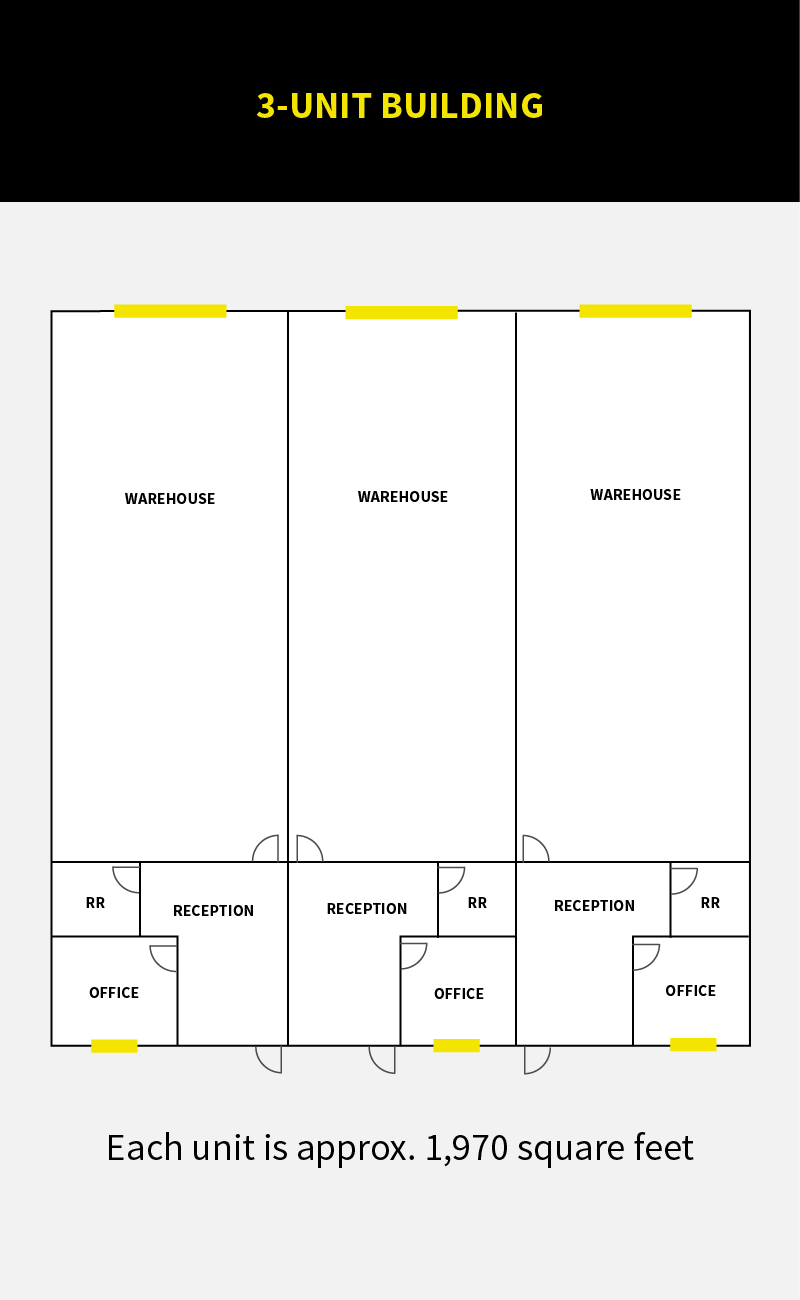 3-UNIT BUILDING
WAREHOUSE
WAREHOUSE
WAREHOUSE
RR
RECEPTION
RECEPTION
RR
RECEPTION
RR
OFFICE
OFFICE
OFFICE
Each unit is approx. 1,970 square feet